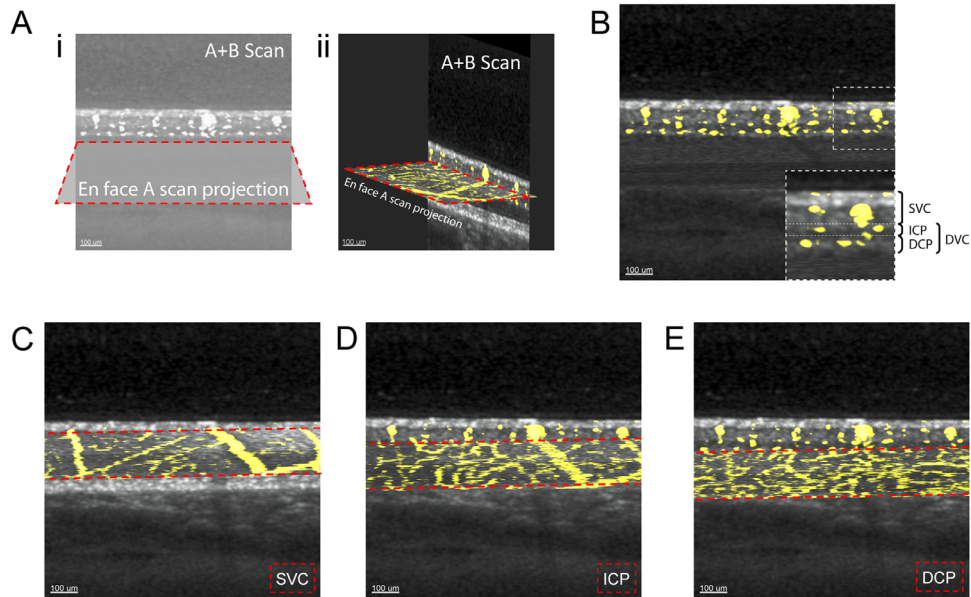 A
i
A+B Scan
En face A scan projection
100 um
ii
A+B Scan
En face A scan projection
100 um
B
SVC
ICP
DCP
DVC
100 um
C
100 um
SVC
D
100 um
ICP
E
100 um
DCP